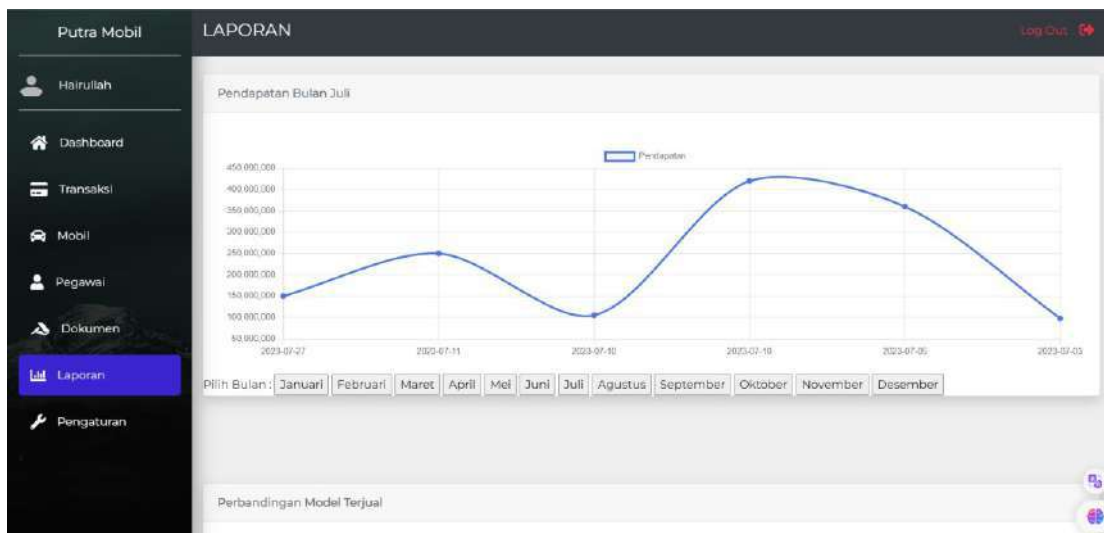 Putra Mobil
LAPORAN
Log Out
Hairullah
Dashboard
Transaksi
Mobil
Pegawai
Dokumen
Laporan
Pengaturan
Pendapatan Bulan Juli
Pendapatan
450,000,000
400,000,000
350,000,000
300,000,000
250,000,000
200,000,000
150,000,000
100,000,000
50,000,000
2023-07-27
2023-07-11
2023-07-10
2023-07-10
2023-07-05
2023-07-03
Pilih Bulan : Januari Februari Maret April Mei Juni Juli Agustus September Oktober November Desember
Perbandingan Model Terjual